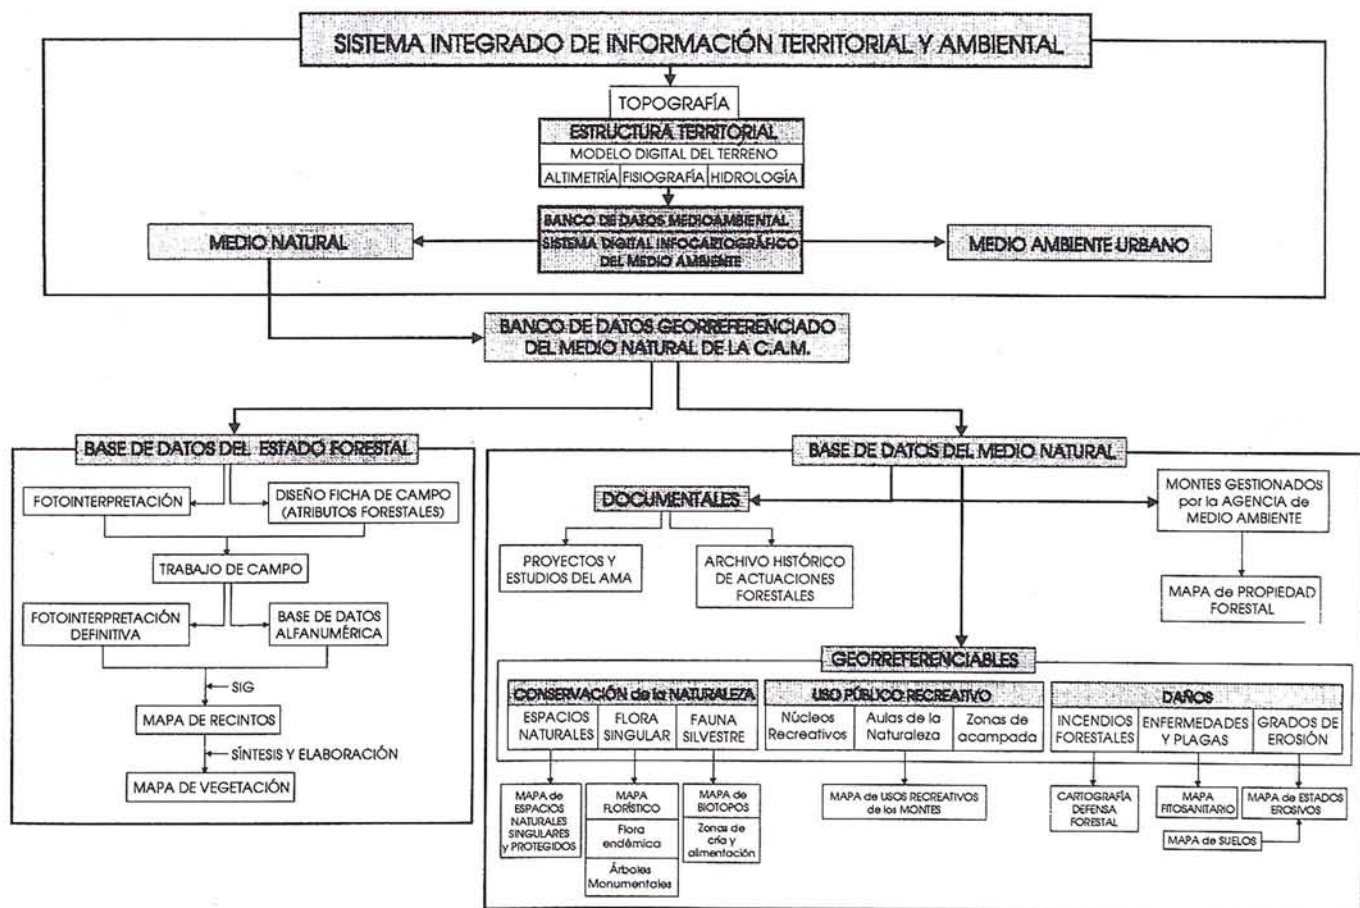 SISTEMA INTEGRADO DE INFORMACIÓN TERRITORIAL Y AMBIENTAL
TOPOGRAFÍA
ESTRUCTURA TERRITORIAL
MODELO DIGITAL DEL TERRENO
ALTIMETRÍA FISIOGRAFÍA HIDROLOGÍA
BANCO DE DATOS MEDIOAMBIENTAL
SISTEMA DIGITAL INFOCARTOGRÁFICO
DEL MEDIO AMBIENTE
MEDIO NATURAL
MEDIO AMBIENTE URBANO
BANCO DE DATOS GEORREFERENCIADO
DEL MEDIO NATURAL DE LA C.A.M.
BASE DE DATOS DEL ESTADO FORESTAL
FOTOINTERPRETACIÓN
DISEÑO FICHA DE CAMPO
(ATRIBUTOS FORESTALES)
TRABAJO DE CAMPO
FOTOINTERPRETACIÓN
DEFINITIVA
BASE DE DATOS
ALFANUMÉRICA
SIG
MAPA DE RECINTOS
SÍNTESIS Y ELABORACIÓN
MAPA DE VEGETACIÓN
BASE DE DATOS DEL MEDIO NATURAL
DOCUMENTALES
PROYECTOS Y
ESTUDIOS DEL AMA
ARCHIVO HISTÓRICO
DE ACTUACIONES
FORESTALES
MONTES GESTIONADOS
por la AGENCIA de
MEDIO AMBIENTE
MAPA de PROPIEDAD
FORESTAL
GEORREFERENCIABLES
CONSERVACIÓN de la NATURALEZA
ESPACIOS
NATURALES
FLORA
SINGULAR
FAUNA
SILVESTRE
USO PÚBLICO RECREATIVO
Núcleos
Recreativos
Aulas de la
Naturaleza
Zonas de
acampada
DAÑOS
INCENDIOS
FORESTALES
ENFERMEDADES
Y PLAGAS
GRADOS DE
EROSIÓN
MAPA de
ESPACIOS
NATURALES
SINGULARES
y PROTEGIDOS
MAPA
FLORÍSTICO
Flora
endémica
Árboles
Monumentales
MAPA de
BIOTOPOS
Zonas de
cría y
alimentación
MAPA de USOS RECREATIVOS
de los MONTES
CARTOGRAFÍA
DEFENSA
FORESTAL
MAPA
FITOSANITARIO
MAPA de ESTADOS
EROSIVOS
MAPA de SUELOS